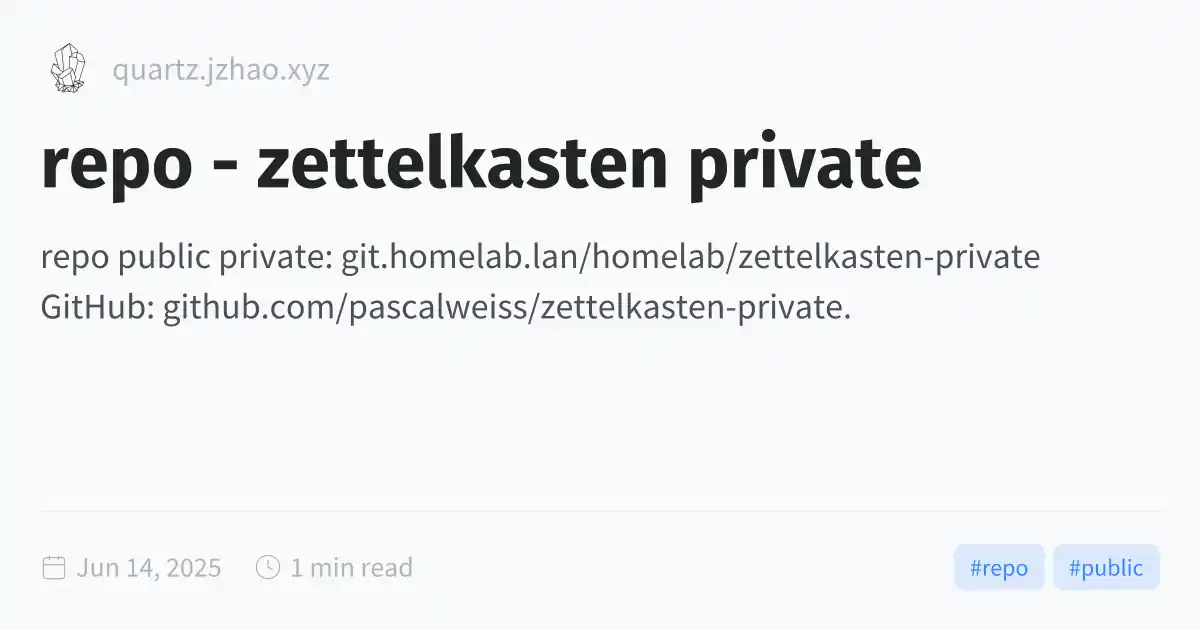 quartz.jzhao.xyz
repo - zettelkasten private
repo public private: git.homelab.lan/homelab/zettelkasten-private
GitHub: github.com/pascalweiss/zettelkasten-private.
Jun 14, 2025 1 min read #repo #public